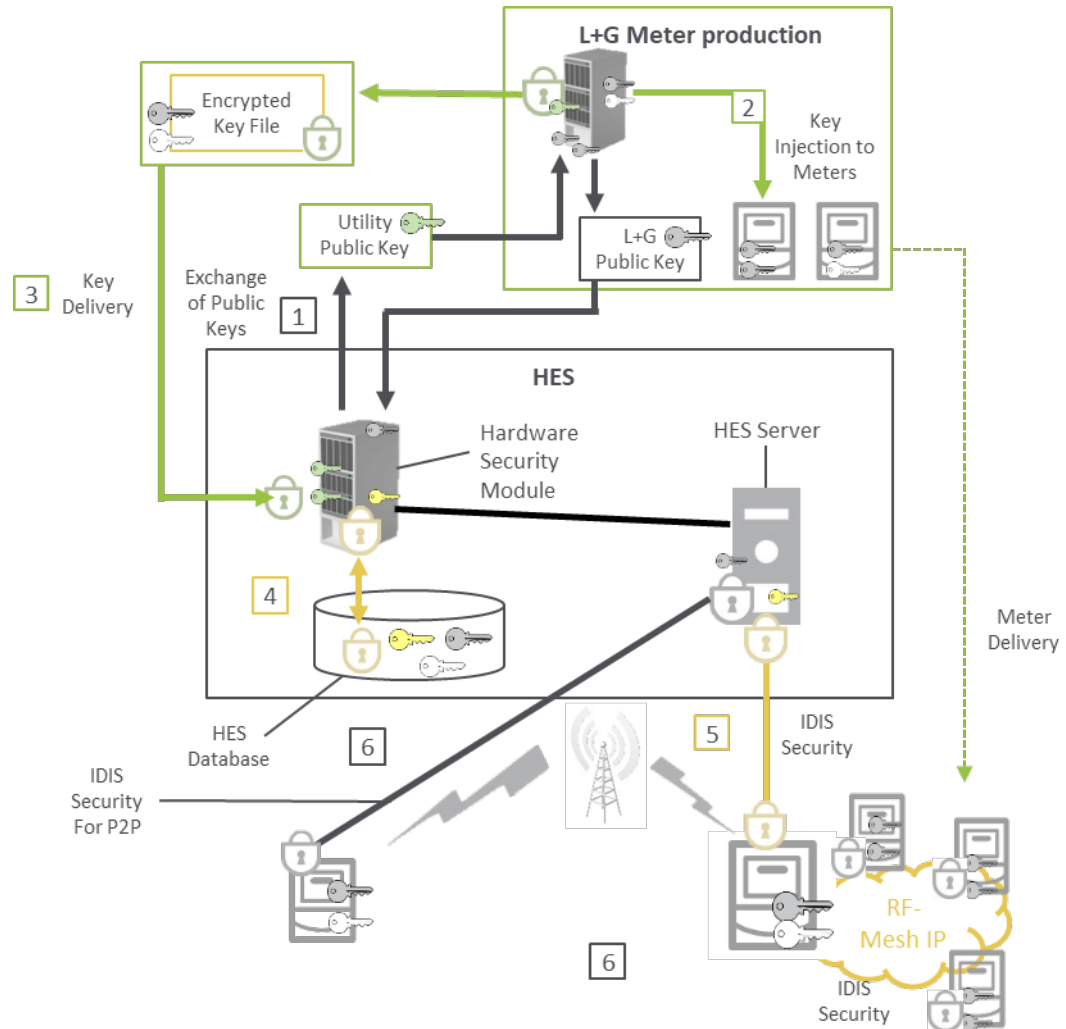 L+G Meter production
Encrypted
Key File
2
Key
Injection to
Meters
Utility
Public Key
L+G
Public Key
3
Key
Delivery
Exchange
of Public
Keys
1
HES
Hardware
Security
Module
HES Server
4
Meter
Delivery
HES
Database
6
5
IDIS
Security
IDIS
Security
For P2P
RF-
Mesh IP
6
IDIS
Security